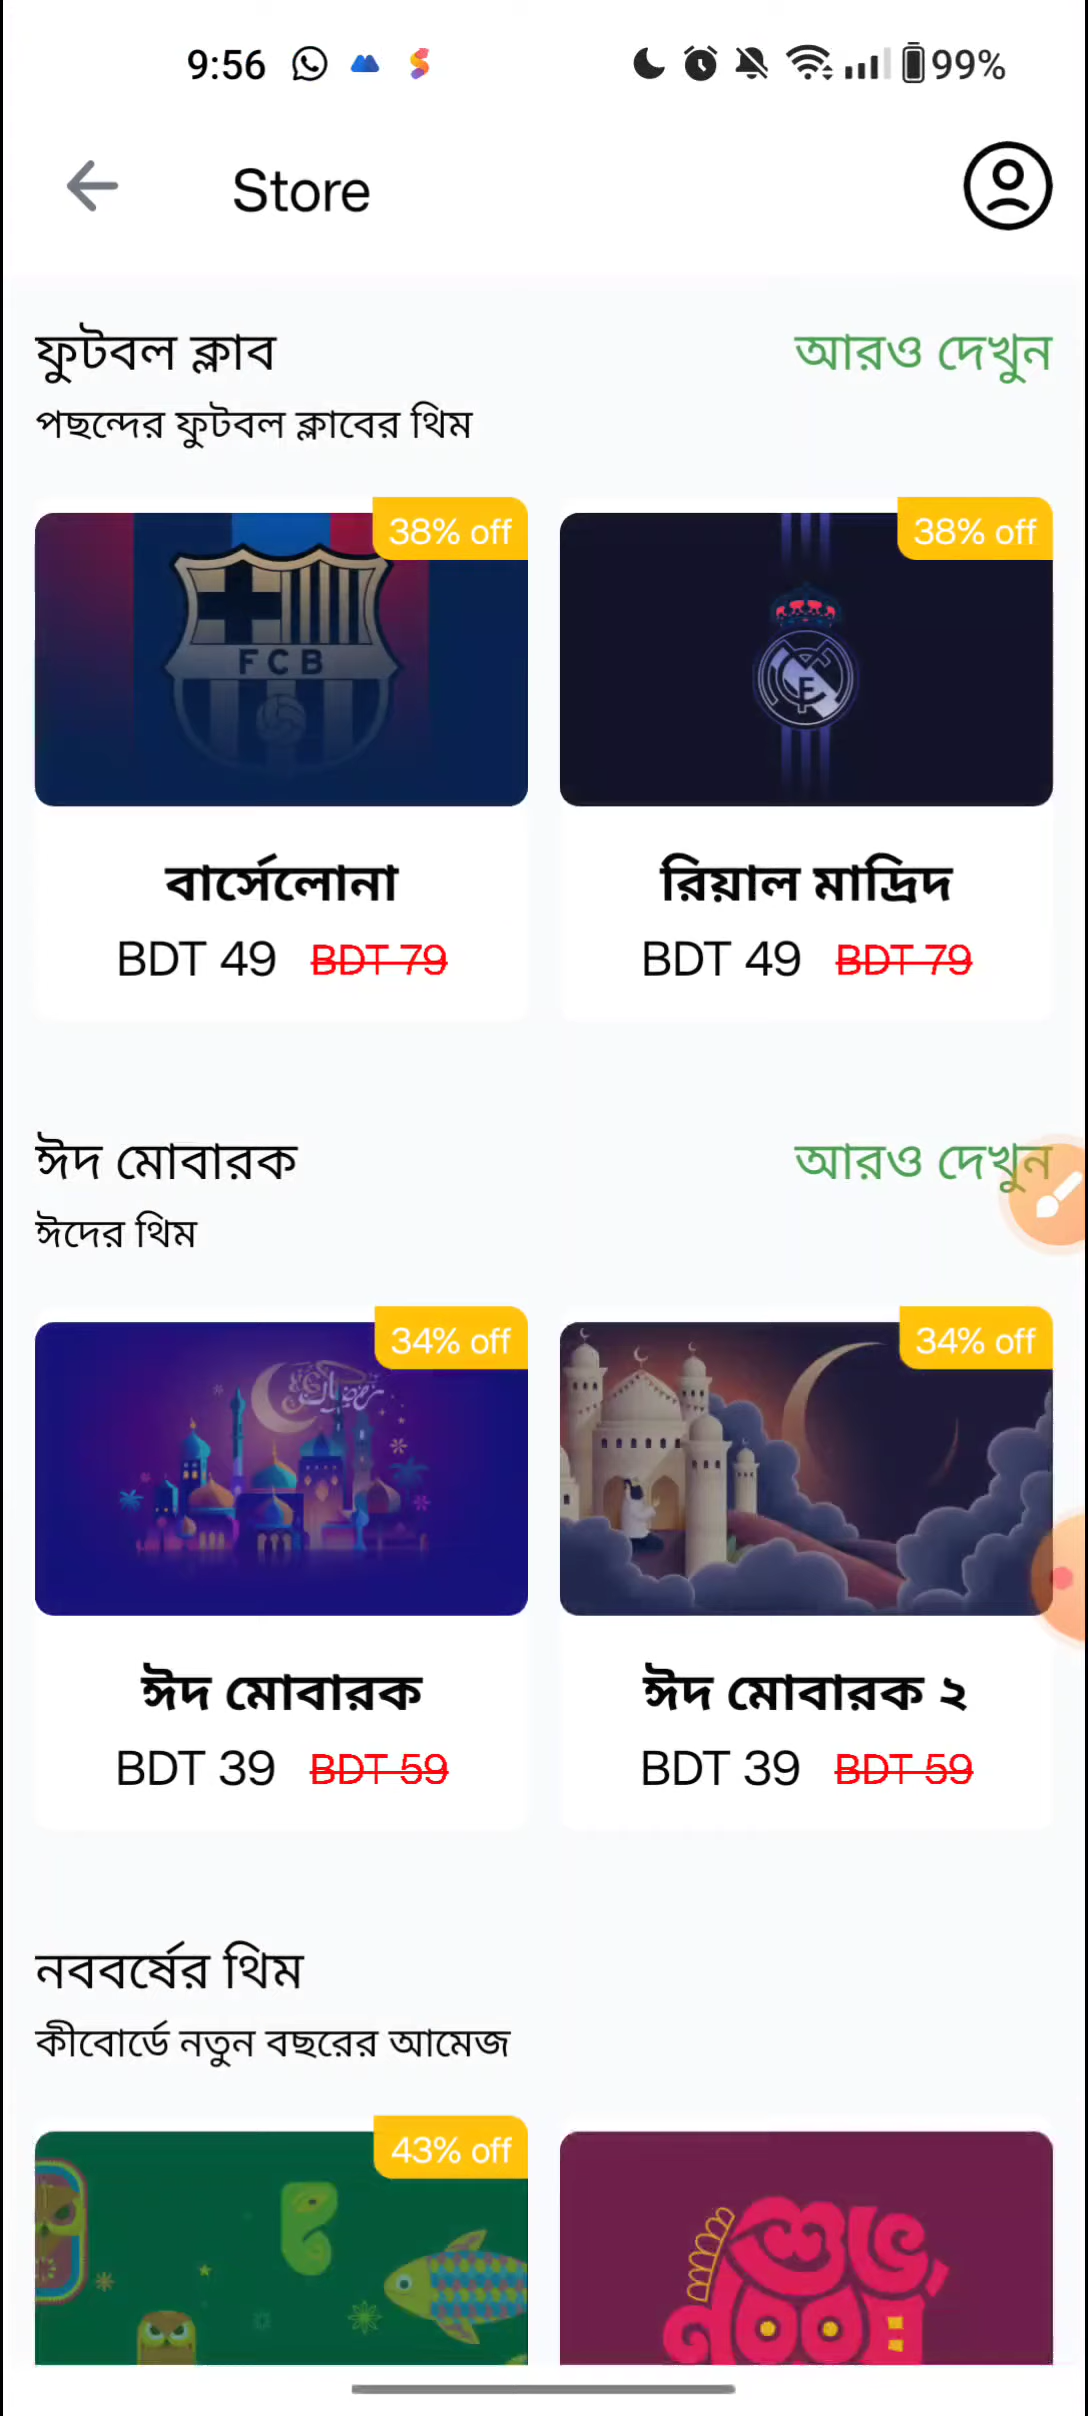 9:56
99%
Store
ফুটবল ক্লাব
আরও দেখুন
পছন্দের ফুটবল ক্লাবের থিম
38% off
38% off
FCB
বার্সেলোনা
রিয়াল মাদ্রিদ
BDT 49 BDT 79
BDT 49 BDT 79
ঈদ মোবারক
আরও দেখুন
ঈদের থিম
34% off
34% off
ঈদ মোবারক
ঈদ মোবারক ২
BDT 39 BDT 59
BDT 39 BDT 59
নববর্ষের থিম
কীবোর্ডে নতুন বছরের আমেজ
43% off
শুভ